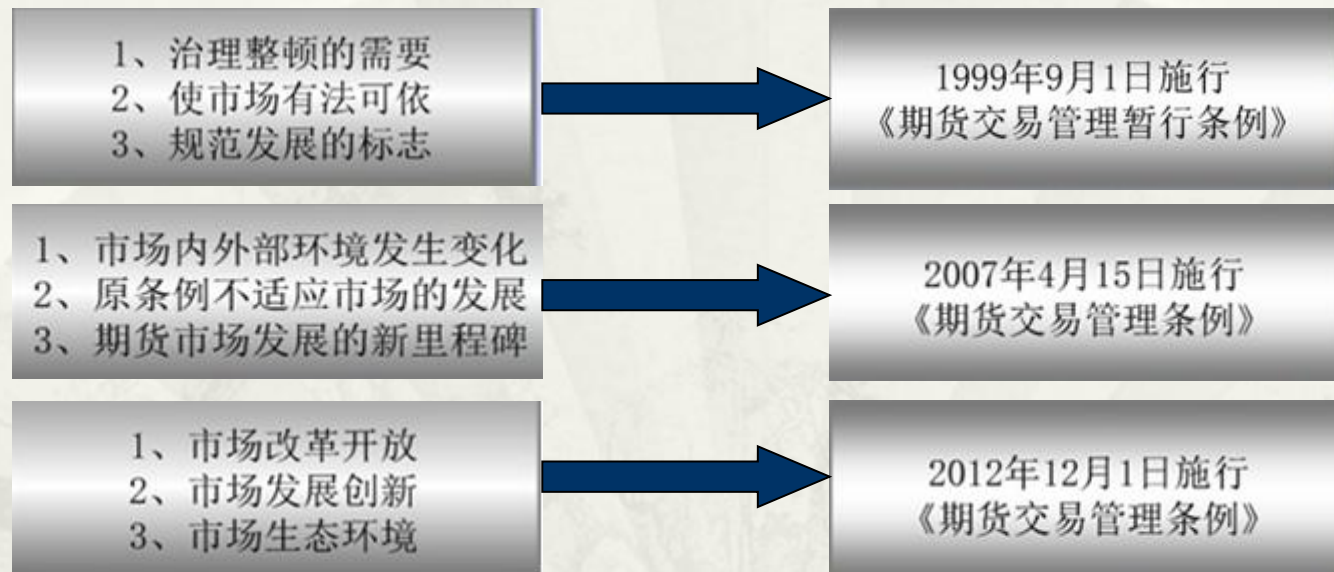 1、治理整顿的需要
2、使市场有法可依
3、规范发展的标志
1999年9月1日施行
《期货交易管理暂行条例》
1、市场内外部环境发生变化
2、原条例不适应市场的发展
3、期货市场发展的新里程碑
2007年4月15日施行
《期货交易管理条例》
1、市场改革开放
2、市场发展创新
3、市场生态环境
2012年12月1日施行
《期货交易管理条例》